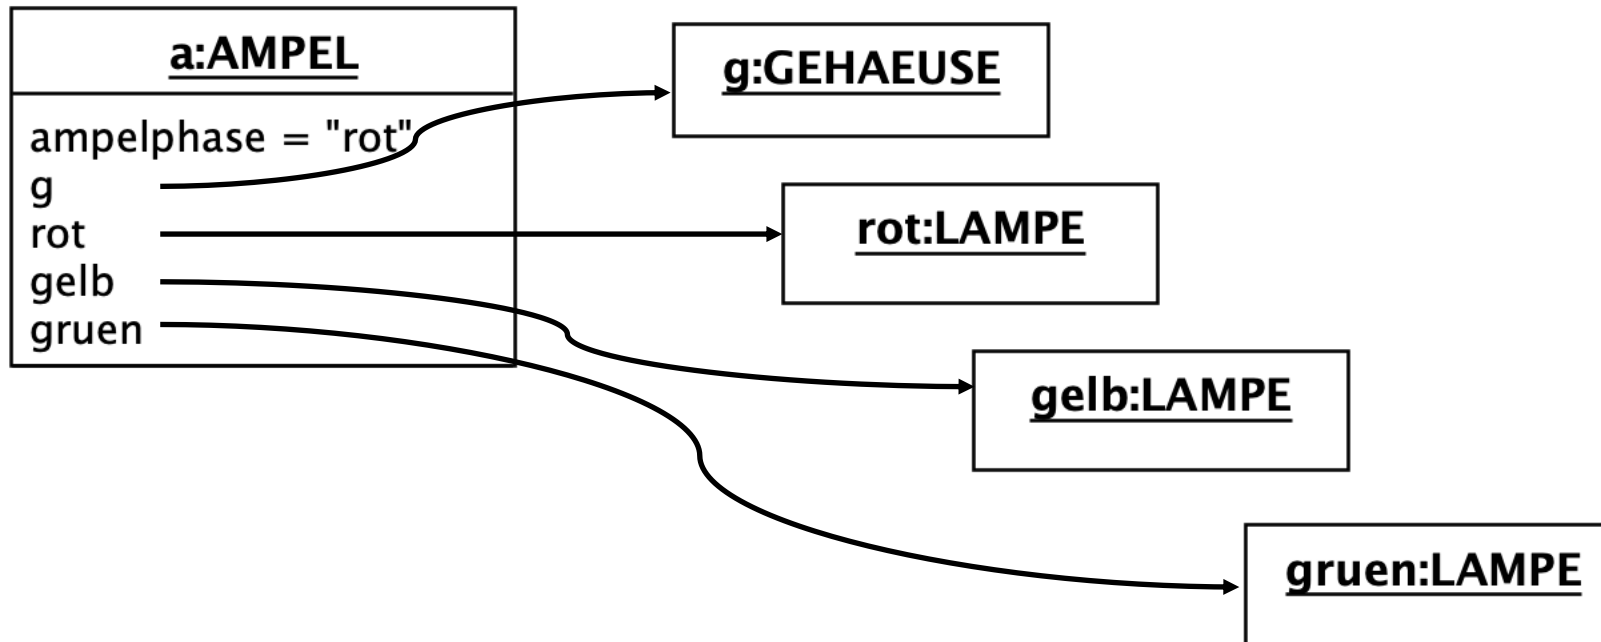 a:AMPEL
ampelphase = "rot"
g
rot
gelb
gruen
g:GEHAEUSE
rot:LAMPE
gelb:LAMPE
gruen:LAMPE